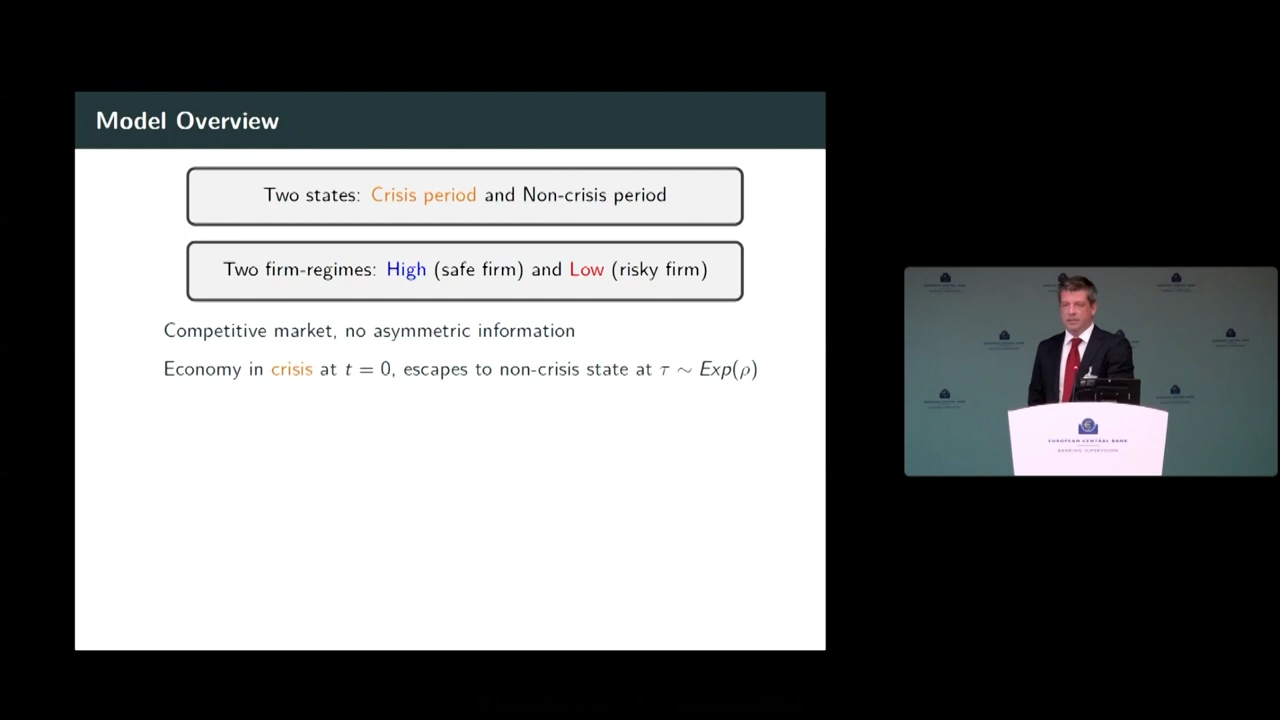 Model Overview
Two states: Crisis period and Non-crisis period
Two firm-regimes: High (safe firm) and Low (risky firm)
Competitive market, no asymmetric information
Economy in crisis at t = 0, escapes to non-crisis state at τ ∼ Exp(ρ)
EUROPEAN CENTRAL BANK
BANKING SUPERVISION